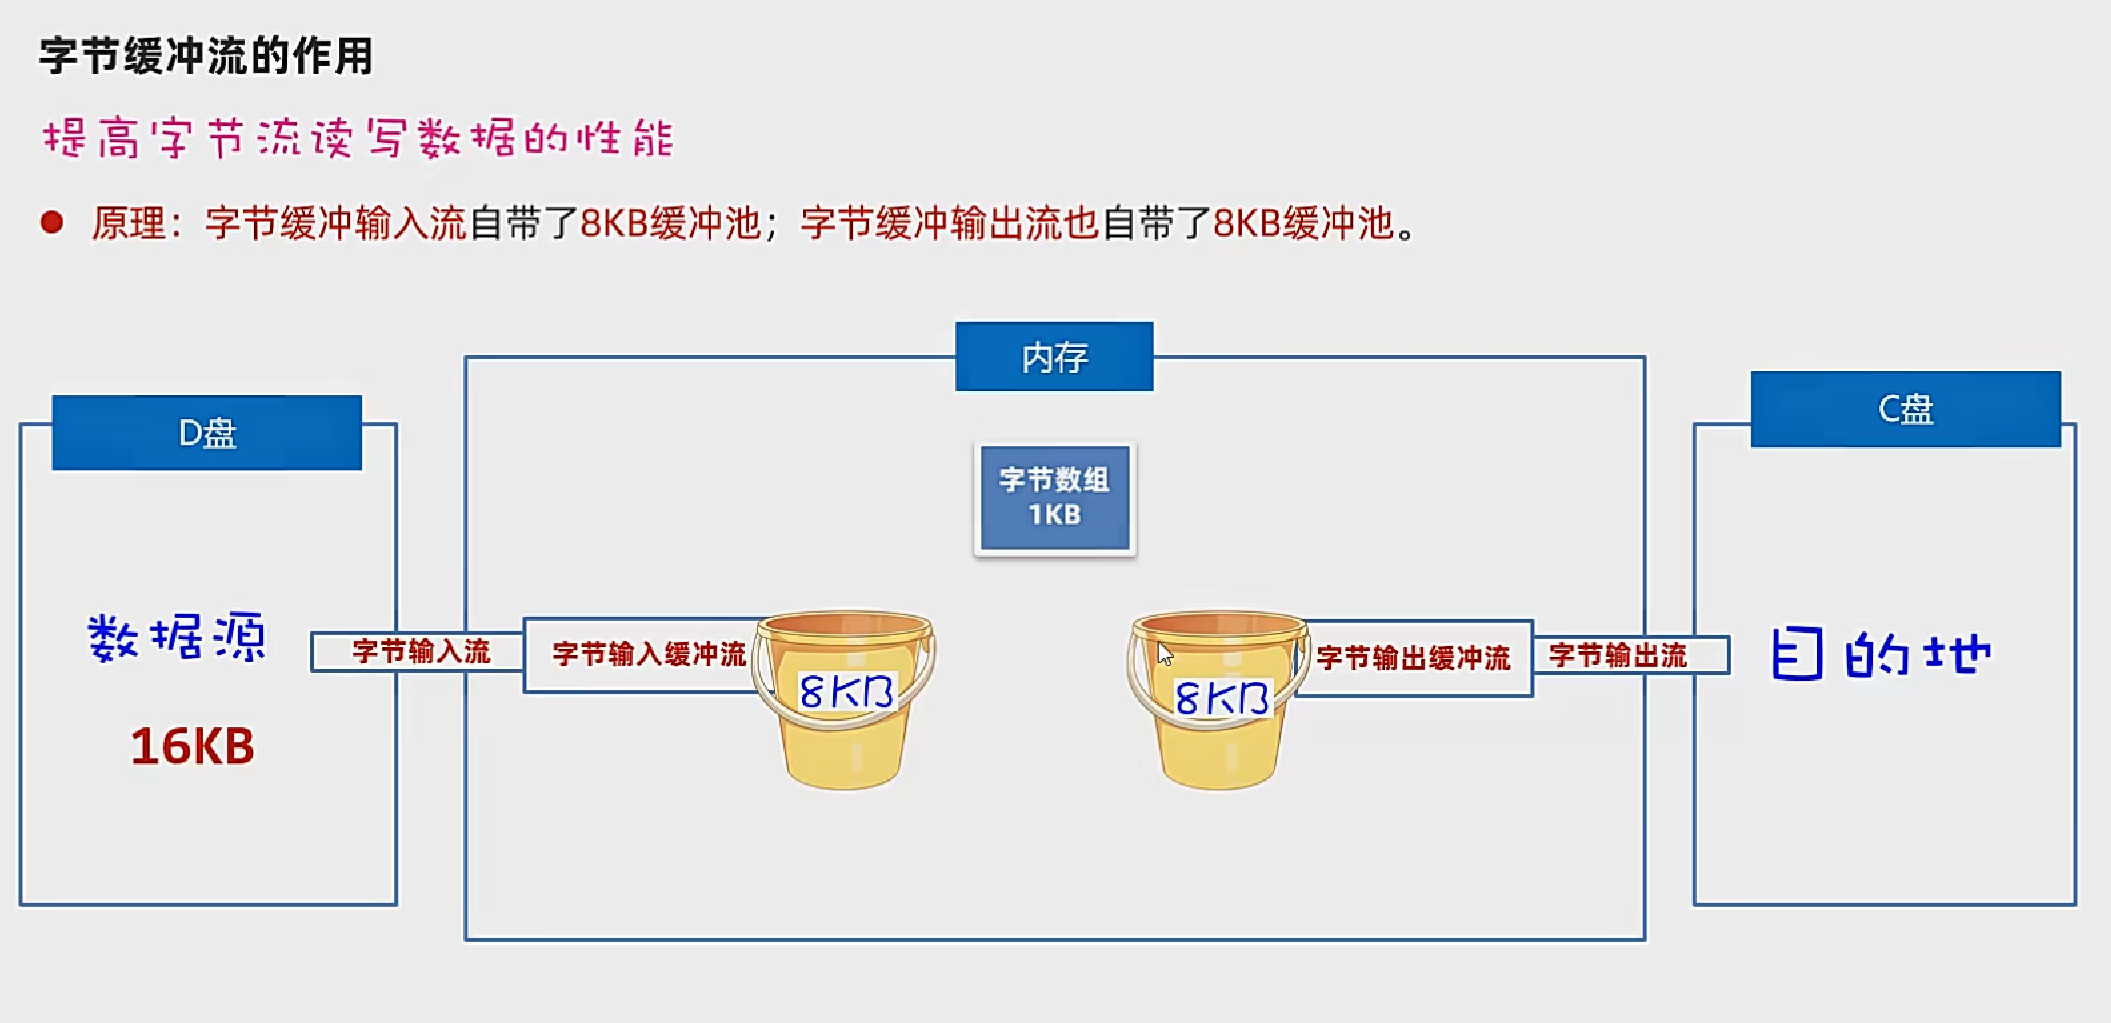 字节缓冲流的作用
提高字节流读写数据的性能
原理：字节缓冲输入流自带了8KB缓冲池；字节缓冲输出流也自带了8KB缓冲池。
内存
D盘
C盘
字节数组
1KB
数据源
字节输入流
字节输入缓冲流
8KB
8KB
字节输出缓冲流
字节输出流
目的地
16KB